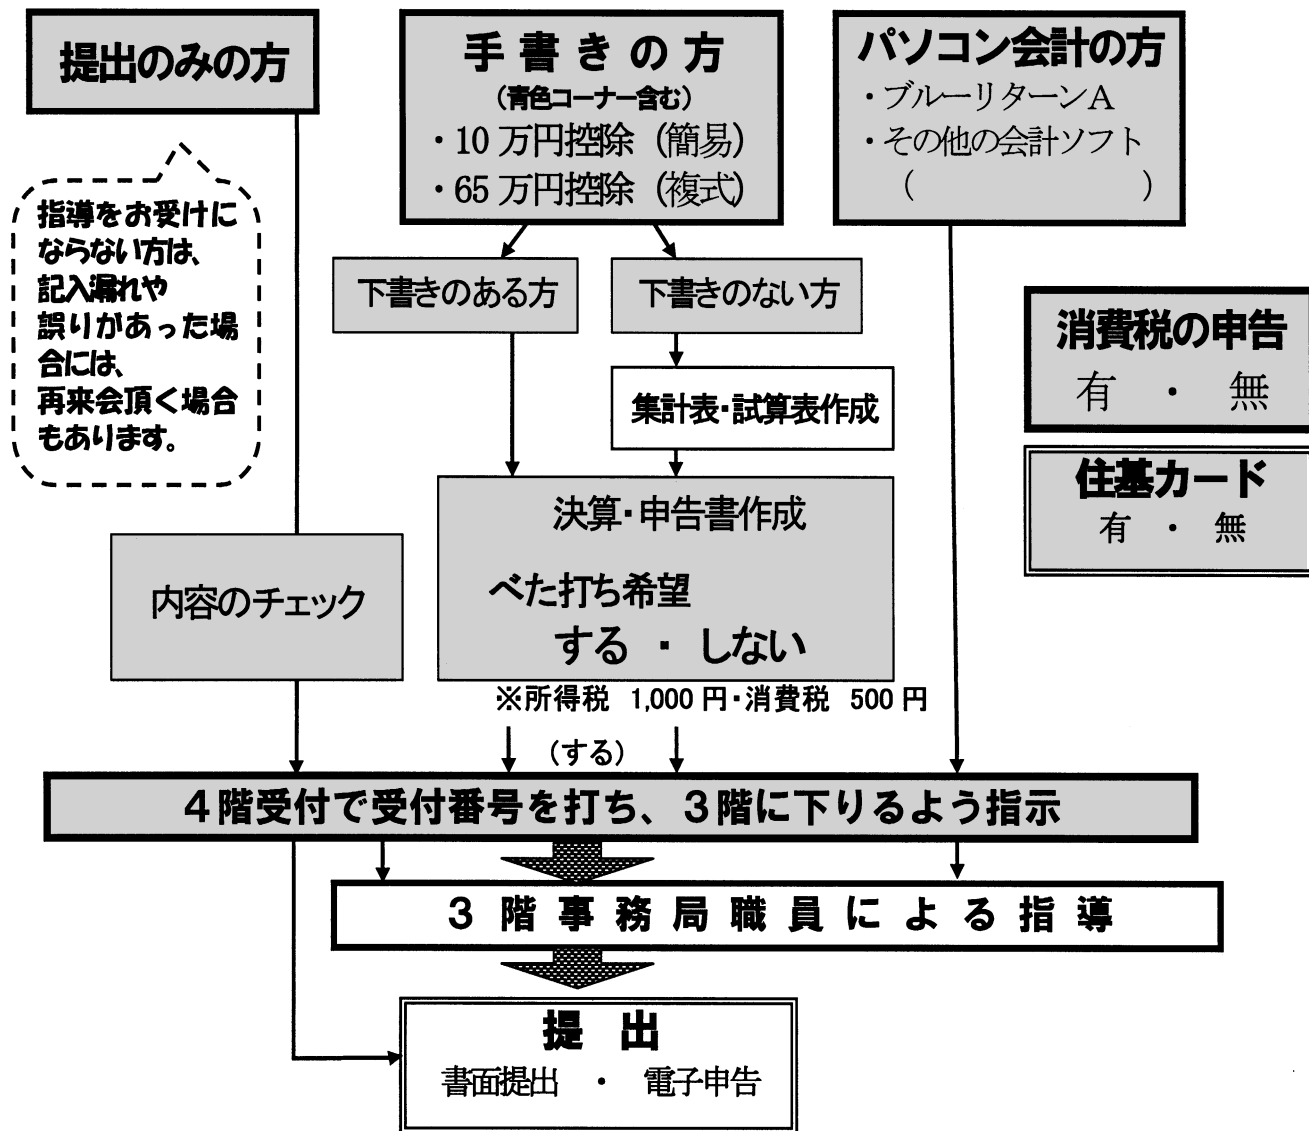 提出のみの方
手書きの方
(青色コーナー含む)
・10万円控除（簡易）
・65万円控除（複式）
パソコン会計の方
・ブルーリターンA
・その他の会計ソフト
（　　　　　　）
指導をお受けに
ならない方は、
記入漏れや
誤りがあった場
合には、
再来会頂く場合
もあります。
下書きのある方
下書きのない方
集計表・試算表作成
消費税の申告
有　・　無
住基カード
有　・　無
決算・申告書作成
べた打ち希望
する　・　しない
※所得税　1,000円・消費税　500円
内容のチェック
（する）
4階受付で受付番号を打ち、3階に下りるよう指示
3階事務局職員による指導
提出
書面提出　・　電子申告